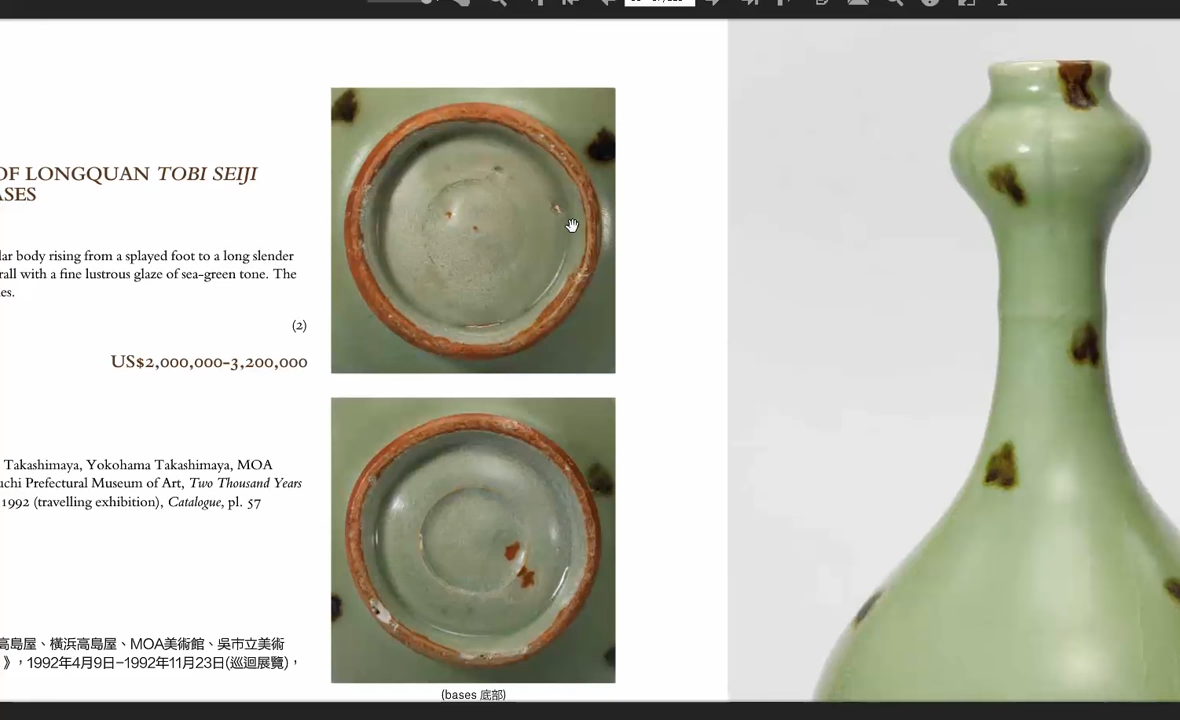 OF LONGQUAN TOBI SEIJI
ASES
lar body rising from a splayed foot to a long slender
rall with a fine lustrous glaze of sea-green tone. The
es.
(2)
US$2,000,000-3,200,000
Takashimaya, Yokohama Takashimaya, MOA
uchi Prefectural Museum of Art, Two Thousand Years
1992 (travelling exhibition), Catalogue, pl. 57
高島屋、橫浜高島屋、MOA美術館、吳市立美術
》，1992年4月9日-1992年11月23日(巡迴展覽)，
(bases 底部)